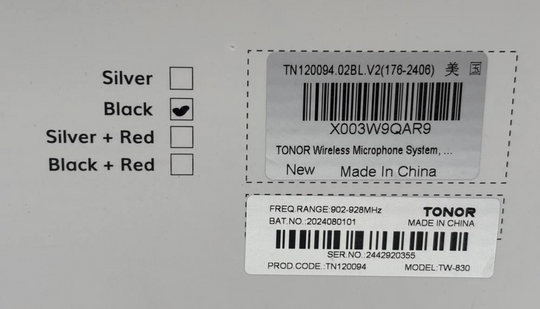 Silver
Black
Silver + Red
Black + Red
TN120094.02BL.V2(176-2406) 美 国
X003W9QAR9
TONOR Wireless Microphone System, ...
New Made In China
FREQ.RANGE:902-928MHz TONOR
BAT.NO.:2024080101 MADE IN CHINA
SER.NO.:2442920355
PROD.CODE.:TN120094 MODEL:TW-830